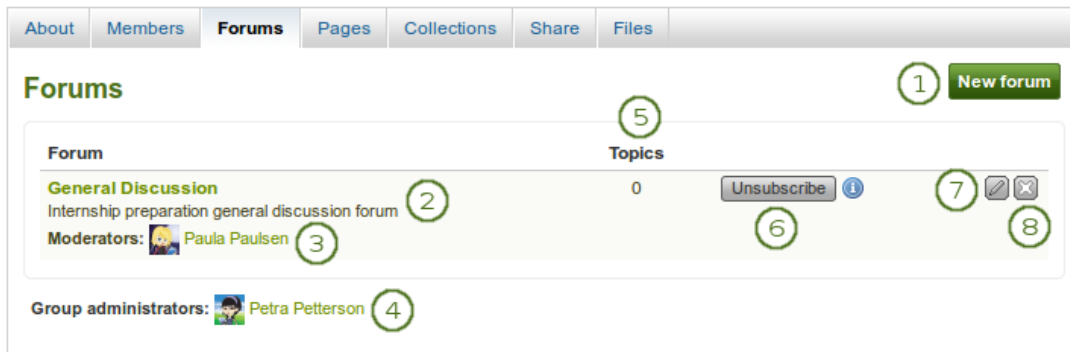 About Members Forums Pages Collections Share Files
Forums
1 New forum
5
Forum Topics
General Discussion 2 0 Unsubscribe i 7
Internship preparation general discussion forum
Moderators: Paula Paulsen 3 6 8
Group administrators: Petra Petterson 4